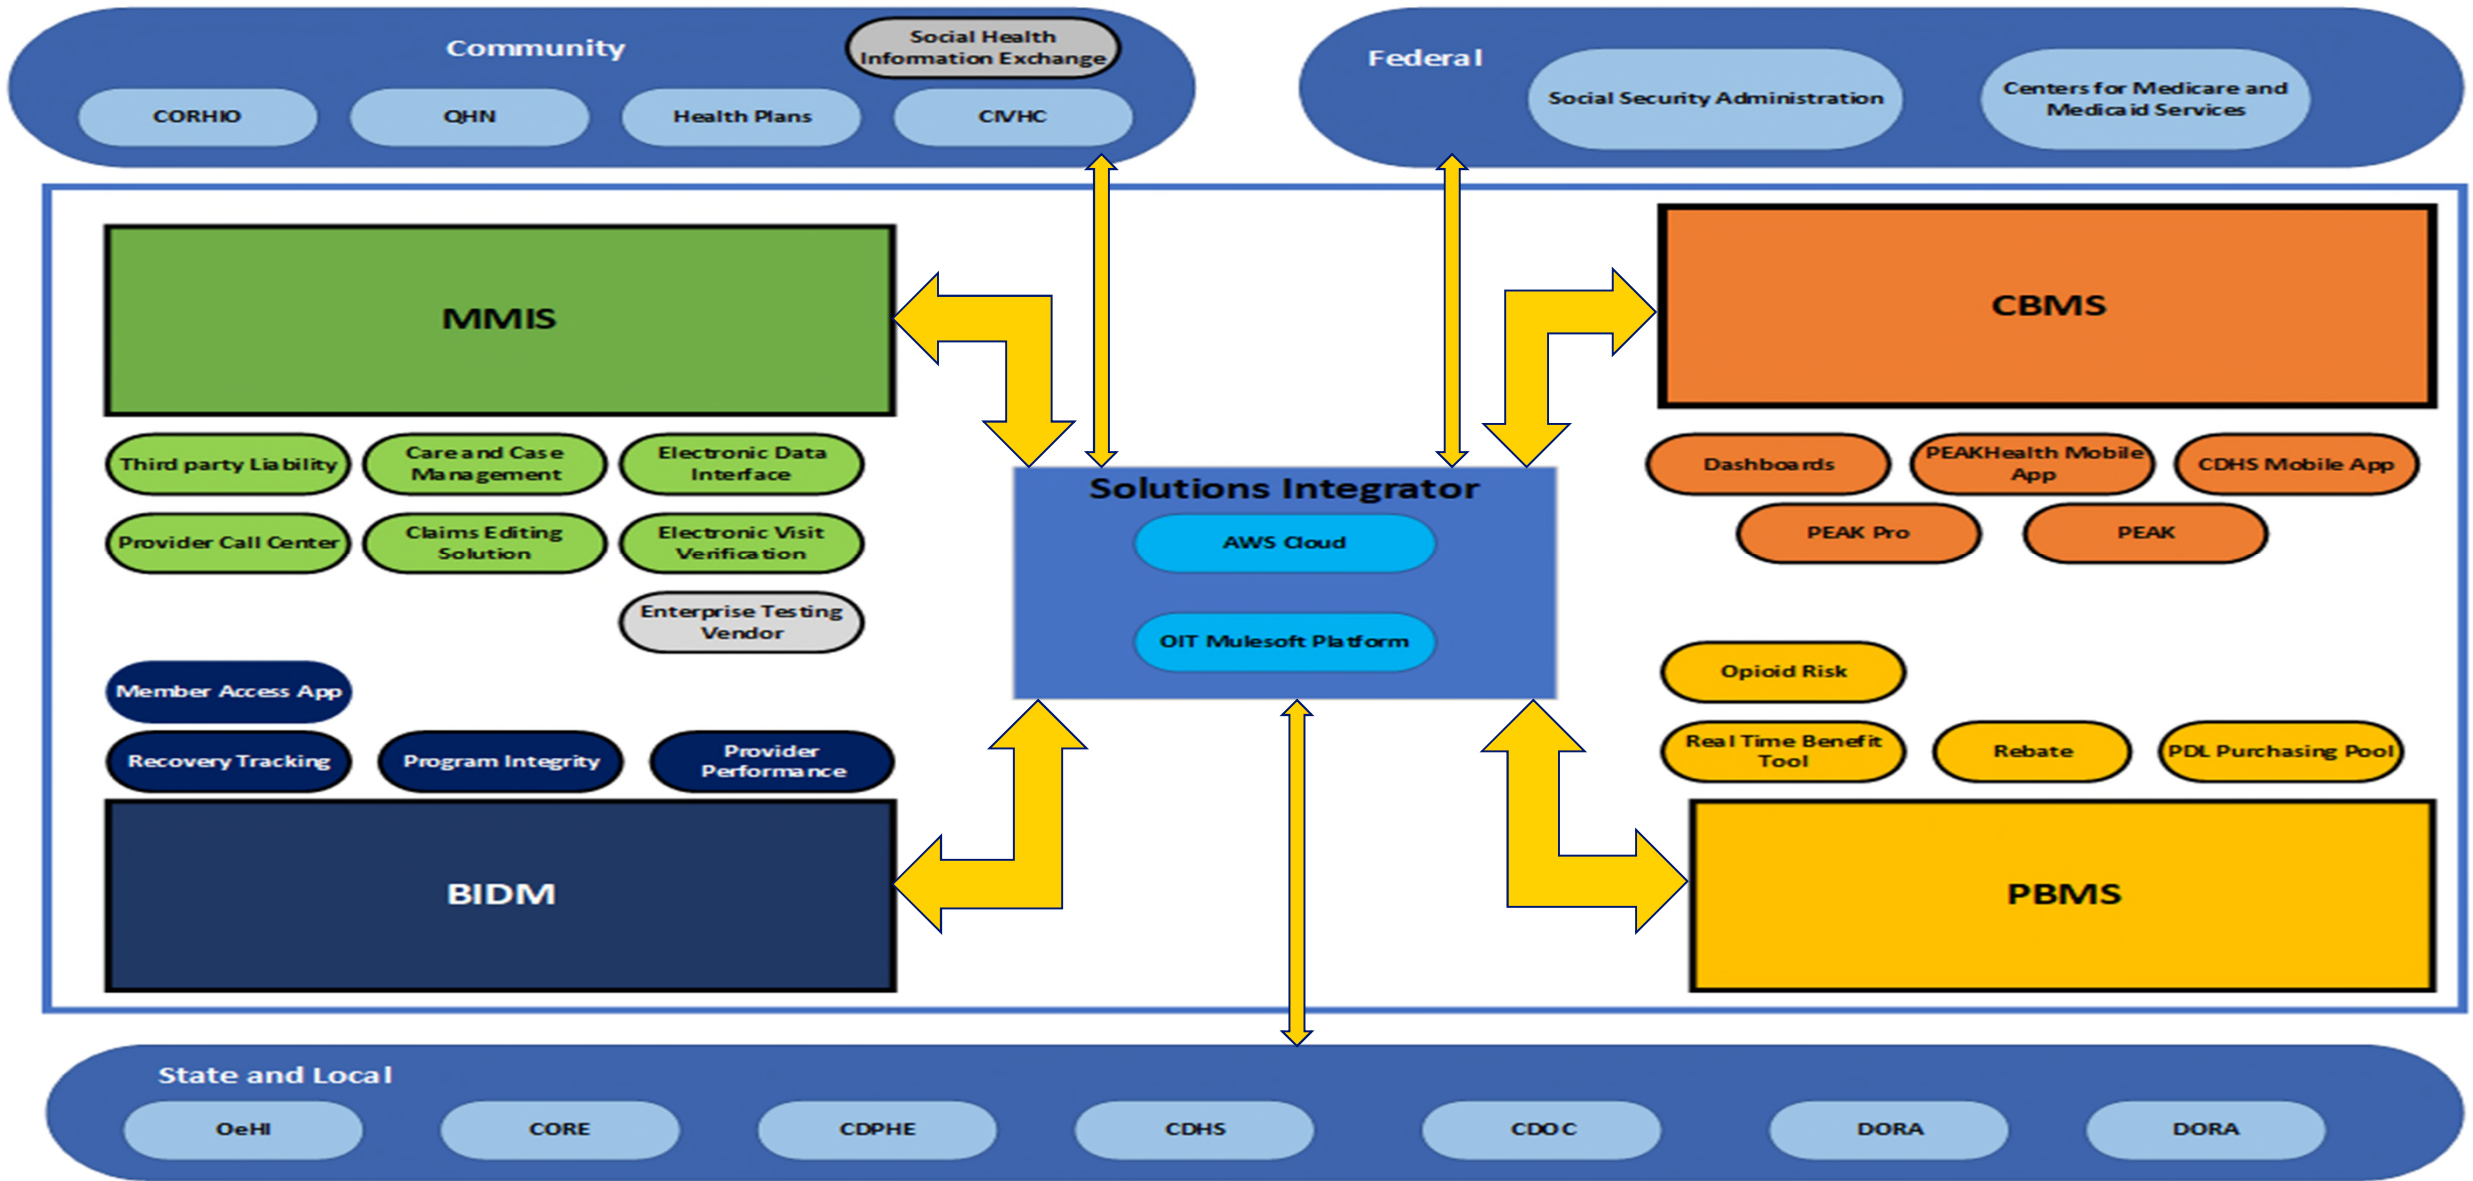 Community
Social Health
Information Exchange
CORHIO
QHN
Health Plans
CIVHC
Federal
Social Security Administration
Centers for Medicare and
Medicaid Services
MMIS
CBMS
Third party Liability
Care and Case
Management
Electronic Data
Interface
Provider Call Center
Claims Editing
Solution
Electronic Visit
Verification
Enterprise Testing
Vendor
Solutions Integrator
AWS Cloud
OIT Mulesoft Platform
Dashboards
PEAKHealth Mobile
App
CDHS Mobile App
PEAK Pro
PEAK
Member Access App
Recovery Tracking
Program Integrity
Provider
Performance
BIDM
Opioid Risk
Real Time Benefit
Tool
Rebate
PDL Purchasing Pool
PBMS
State and Local
OeHI
CORE
CDPHE
CDHS
CDOC
DORA
DORA